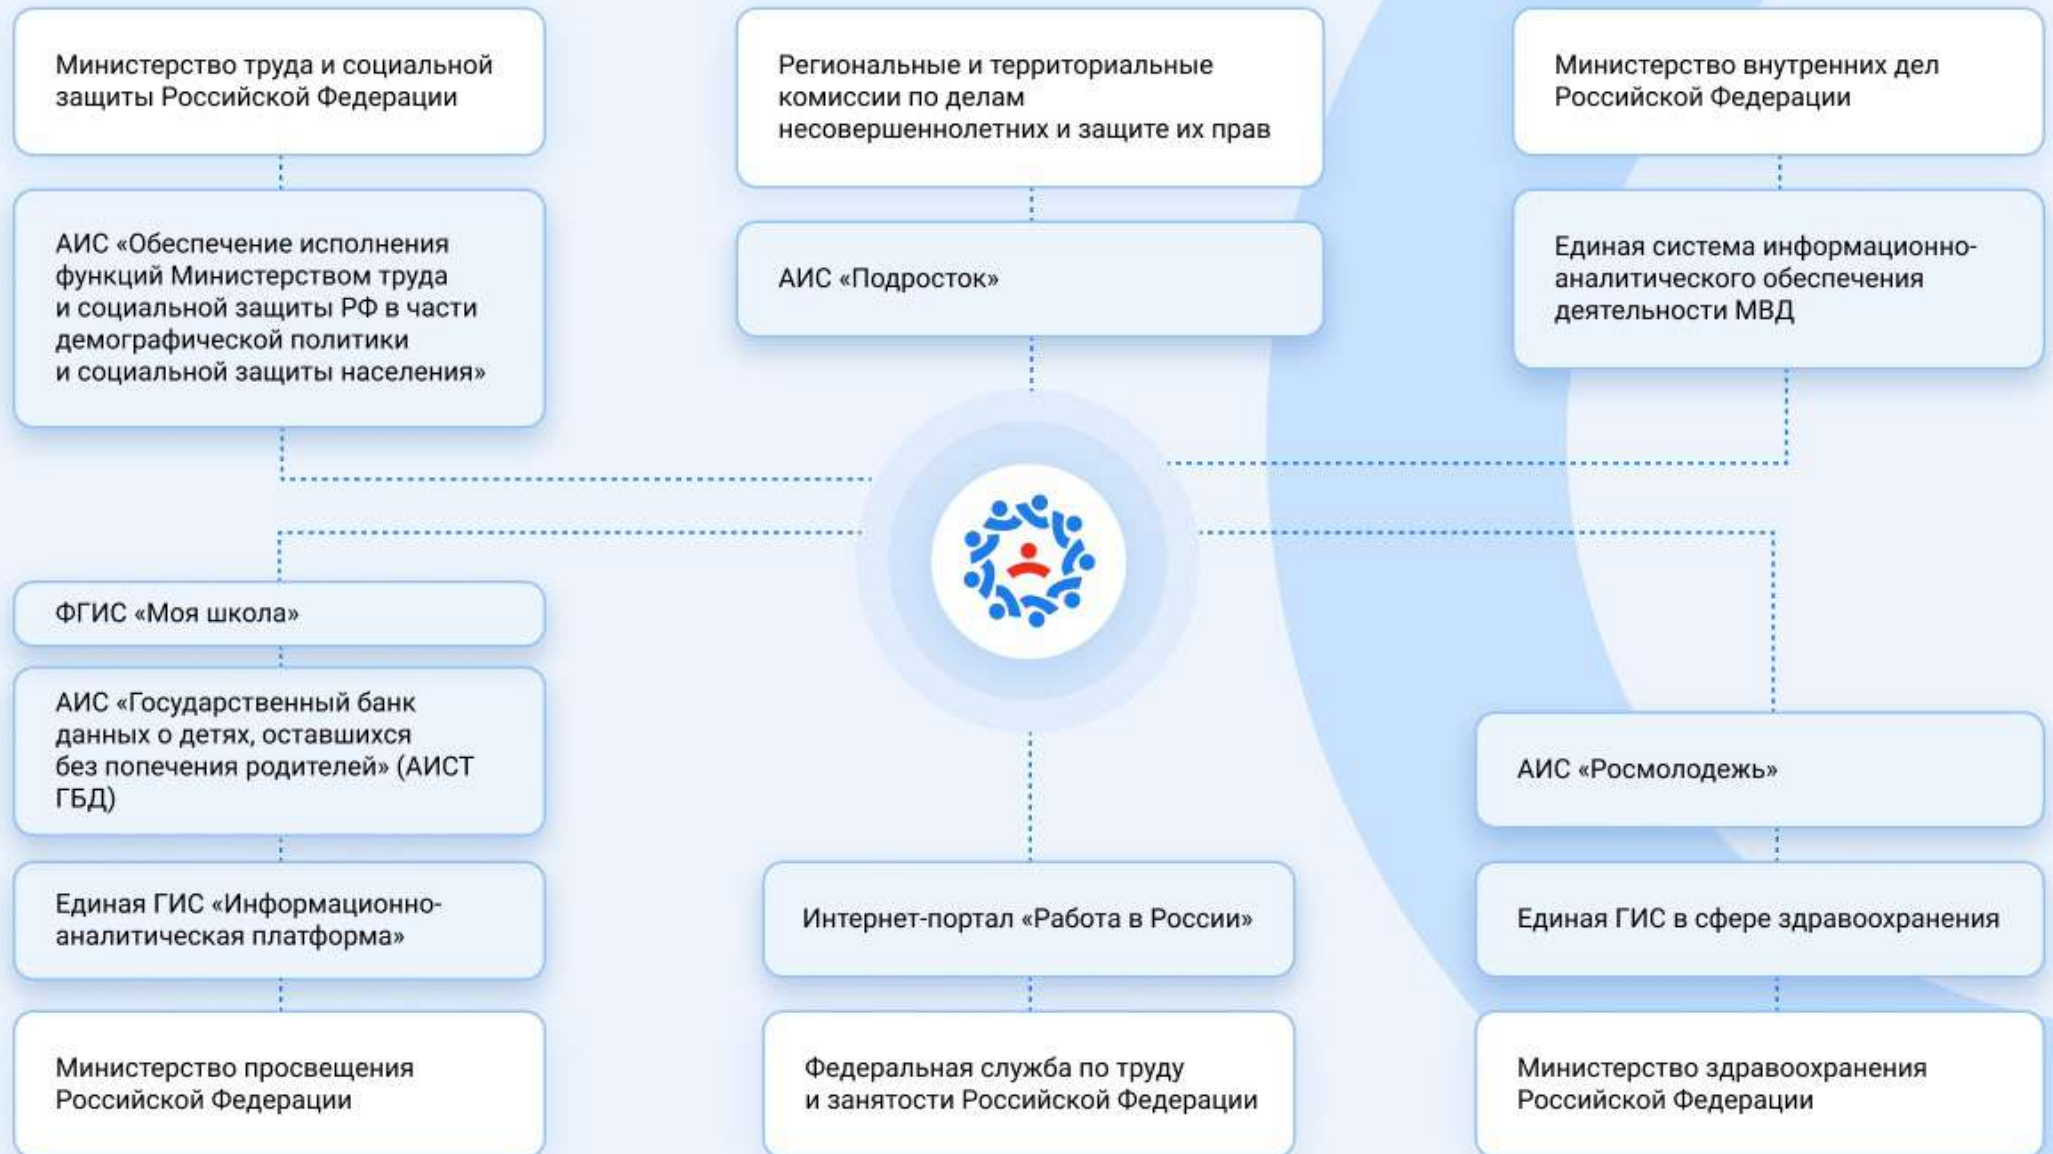 Министерство труда и социальной
защиты Российской Федерации
Региональные и территориальные
комиссии по делам
несовершеннолетних и защите их прав
Министерство внутренних дел
Российской Федерации
АИС «Обеспечение исполнения
функций Министерством труда
и социальной защиты РФ в части
демографической политики
и социальной защиты населения»
АИС «Подросток»
Единая система информационно-
аналитического обеспечения
деятельности МВД
ФГИС «Моя школа»
АИС «Государственный банк
данных о детях, оставшихся
без попечения родителей» (АИСТ
ГБД)
АИС «Росмолодежь»
Единая ГИС «Информационно-
аналитическая платформа»
Интернет-портал «Работа в России»
Единая ГИС в сфере здравоохранения
Министерство просвещения
Российской Федерации
Федеральная служба по труду
и занятости Российской Федерации
Министерство здравоохранения
Российской Федерации